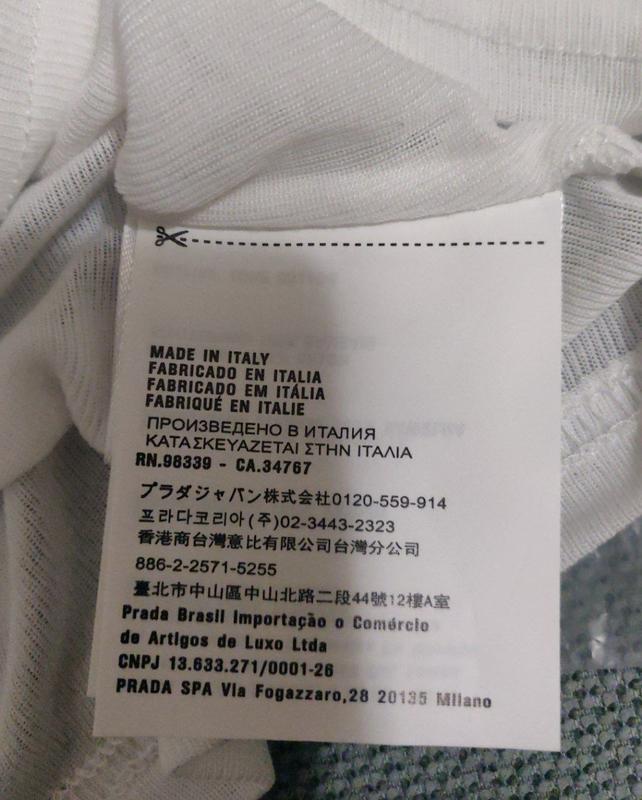 MADE IN ITALY
FABRICADO EN ITALIA
FABRICADO EM ITÁLIA
FABRIQUÉ EN ITALIE
ПРОИЗВЕДЕНО В ИТАЛИЯ
ΚΑΤΑΣΚΕΥΑΖΕΤΑΙ ΣΤΗΝ ΙΤΑΛΙΑ
RN.98339 - CA.34767
プラダジャパン株式会社0120-559-914
프라다코리아(주)02-3443-2323
香港商台灣意比有限公司台灣分公司
886-2-2571-5255
臺北市中山區中山北路二段44號12樓A室
Prada Brasil Importação o Comércio
de Artigos de Luxo Ltda
CNPJ 13.633.271/0001-26
PRADA SPA Via Fogazzaro,28 20135 Milano